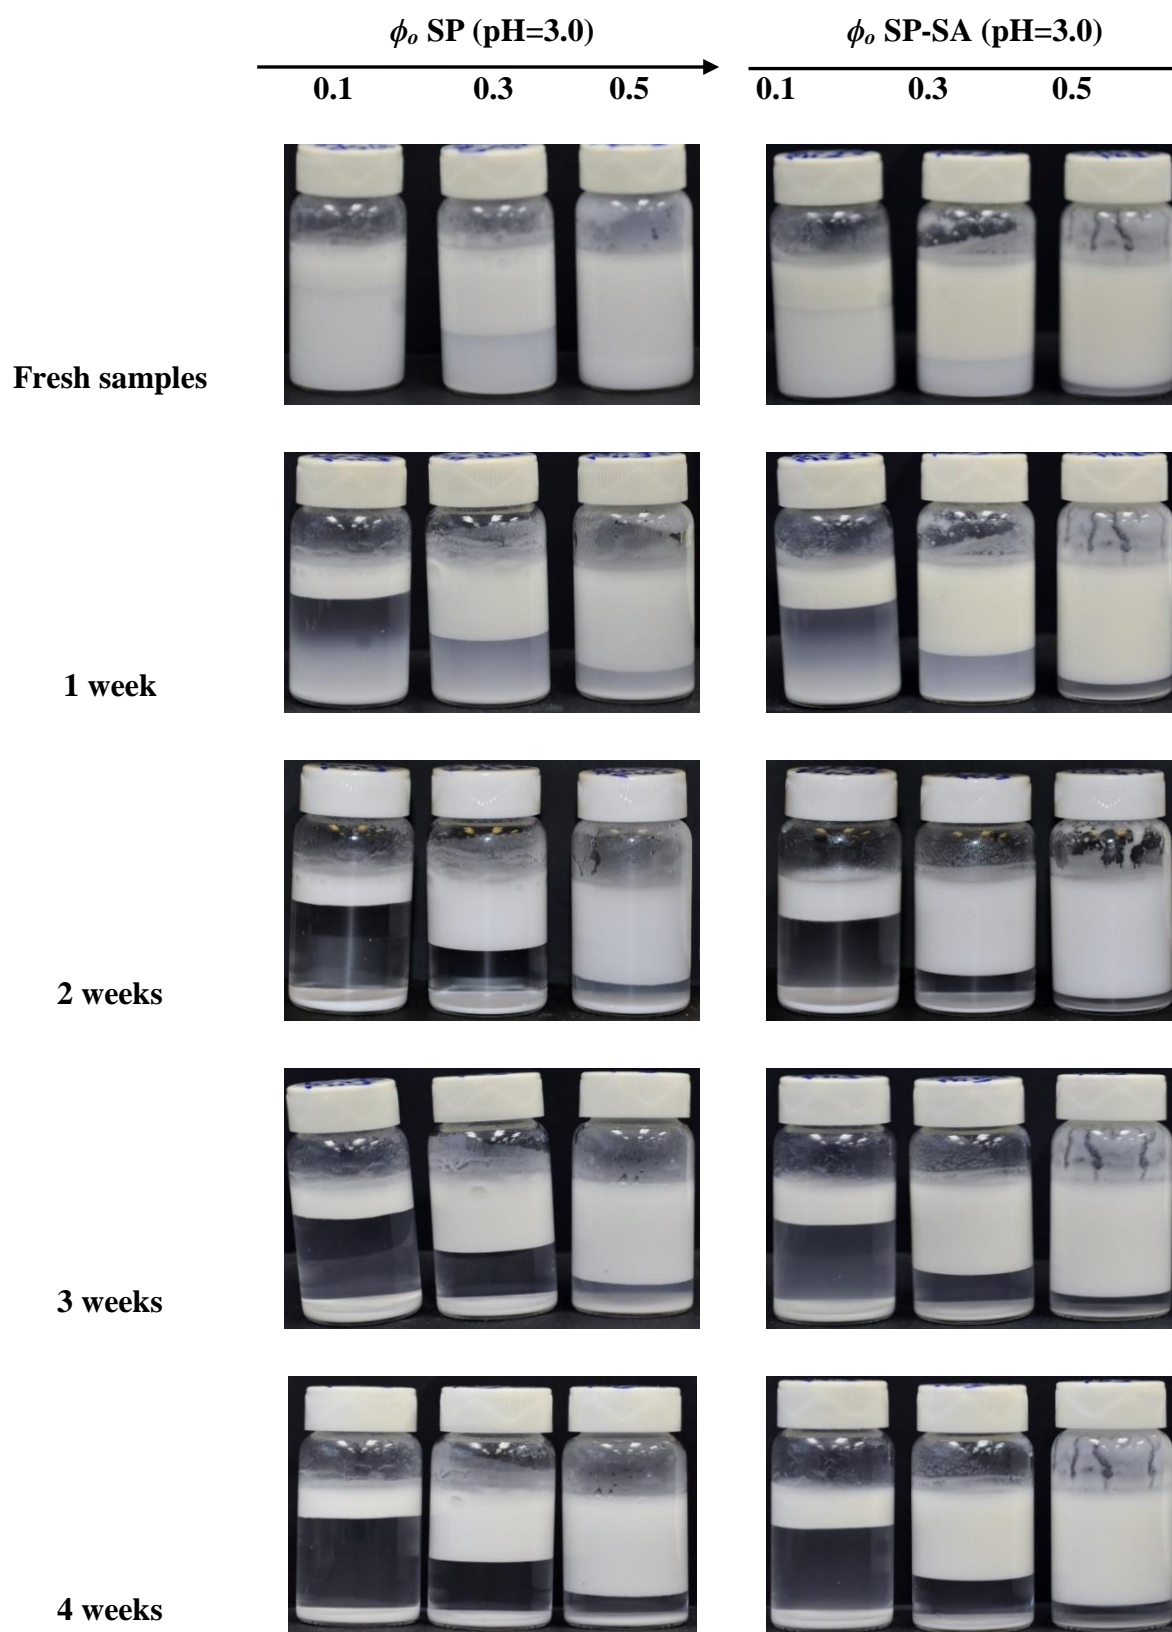 ϕo SP (pH=3.0)
ϕo SP-SA (pH=3.0)
0.1 0.3 0.5
0.1 0.3 0.5
Fresh samples
1 week
2 weeks
3 weeks
4 weeks